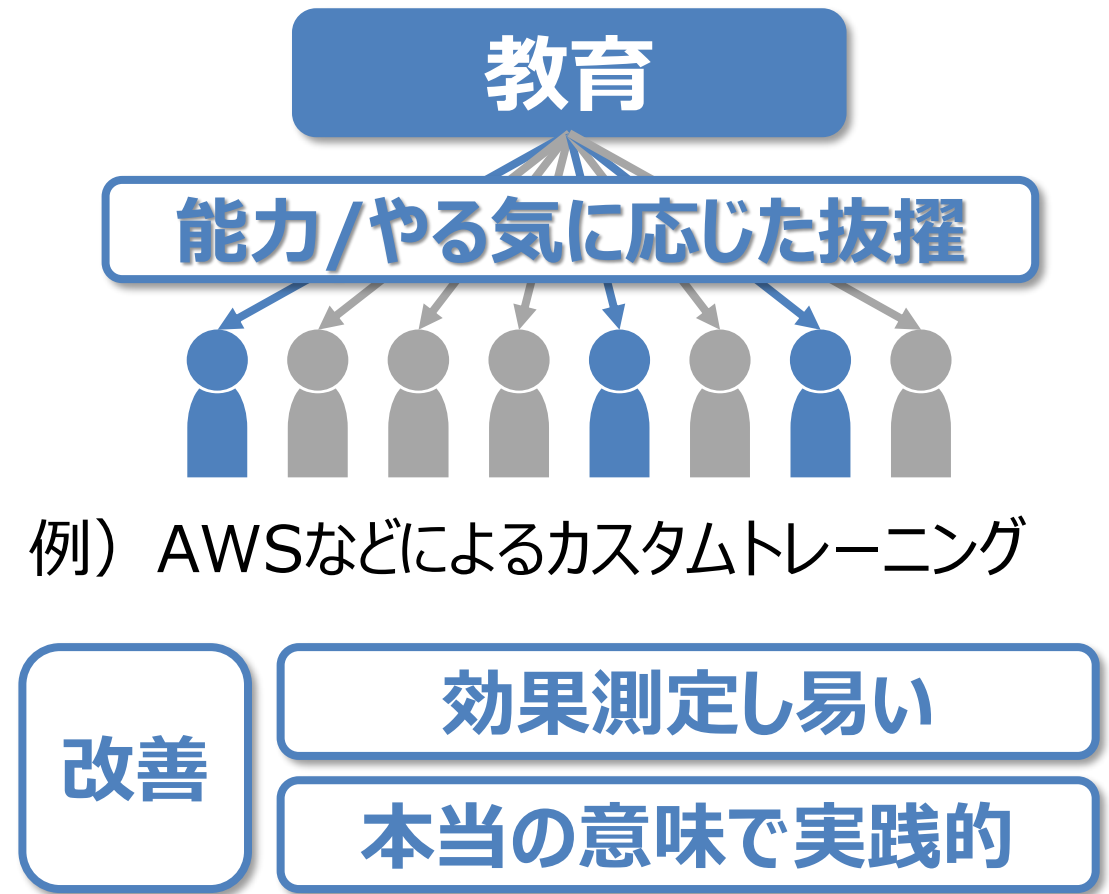 教育
能力/やる気に応じた抜擢
例）AWSなどによるカスタムトレーニング
改善
効果測定し易い
本当の意味で実践的